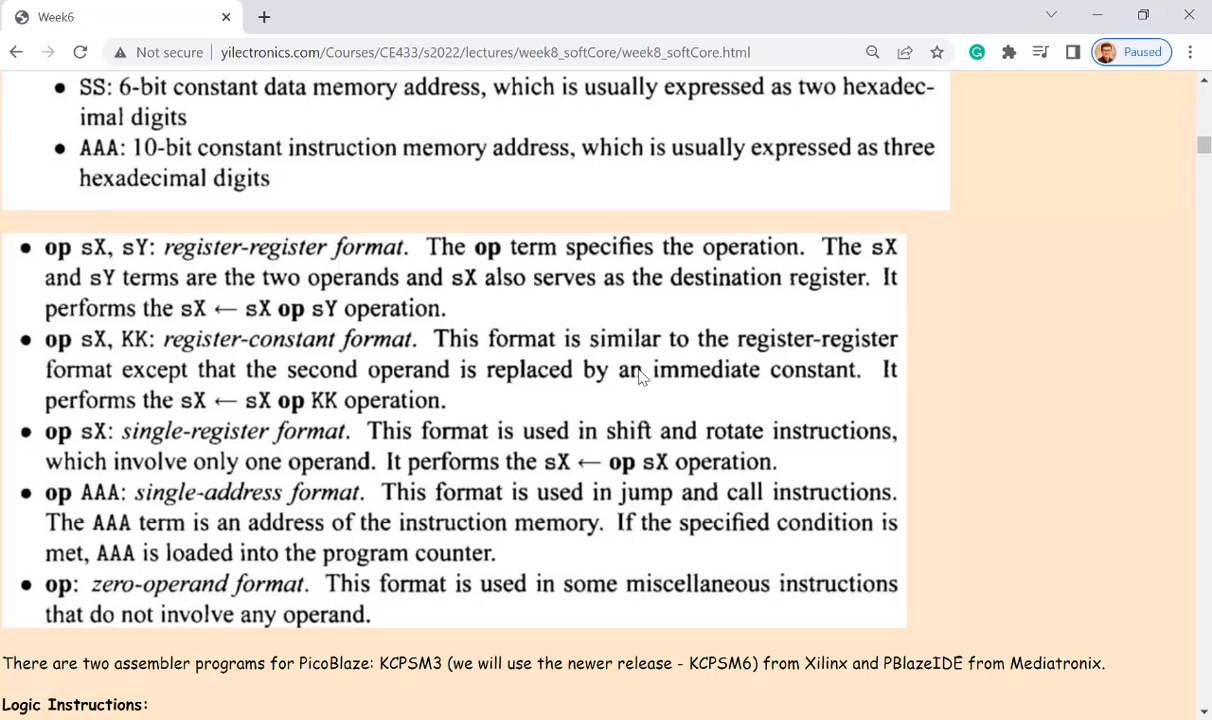 Week6
Not secure
yilectronics.com/Courses/CE433/s2022/lectures/week8_softCore/week8_softCore.html
Paused
• SS: 6-bit constant data memory address, which is usually expressed as two hexadec-
imal digits
• AAA: 10-bit constant instruction memory address, which is usually expressed as three
hexadecimal digits
• op sX, sY: register-register format. The op term specifies the operation. The sX
and sY terms are the two operands and sX also serves as the destination register. It
performs the sX ← sX op sY operation.
• op sX, KK: register-constant format. This format is similar to the register-register
format except that the second operand is replaced by an immediate constant. It
performs the sX ← sX op KK operation.
• op sX: single-register format. This format is used in shift and rotate instructions,
which involve only one operand. It performs the sX ← op sX operation.
• op AAA: single-address format. This format is used in jump and call instructions.
The AAA term is an address of the instruction memory. If the specified condition is
met, AAA is loaded into the program counter.
• op: zero-operand format. This format is used in some miscellaneous instructions
that do not involve any operand.
There are two assembler programs for PicoBlaze: KCPSM3 (we will use the newer release - KCPSM6) from Xilinx and PBlazeIDE from Mediatronix.
Logic Instructions: